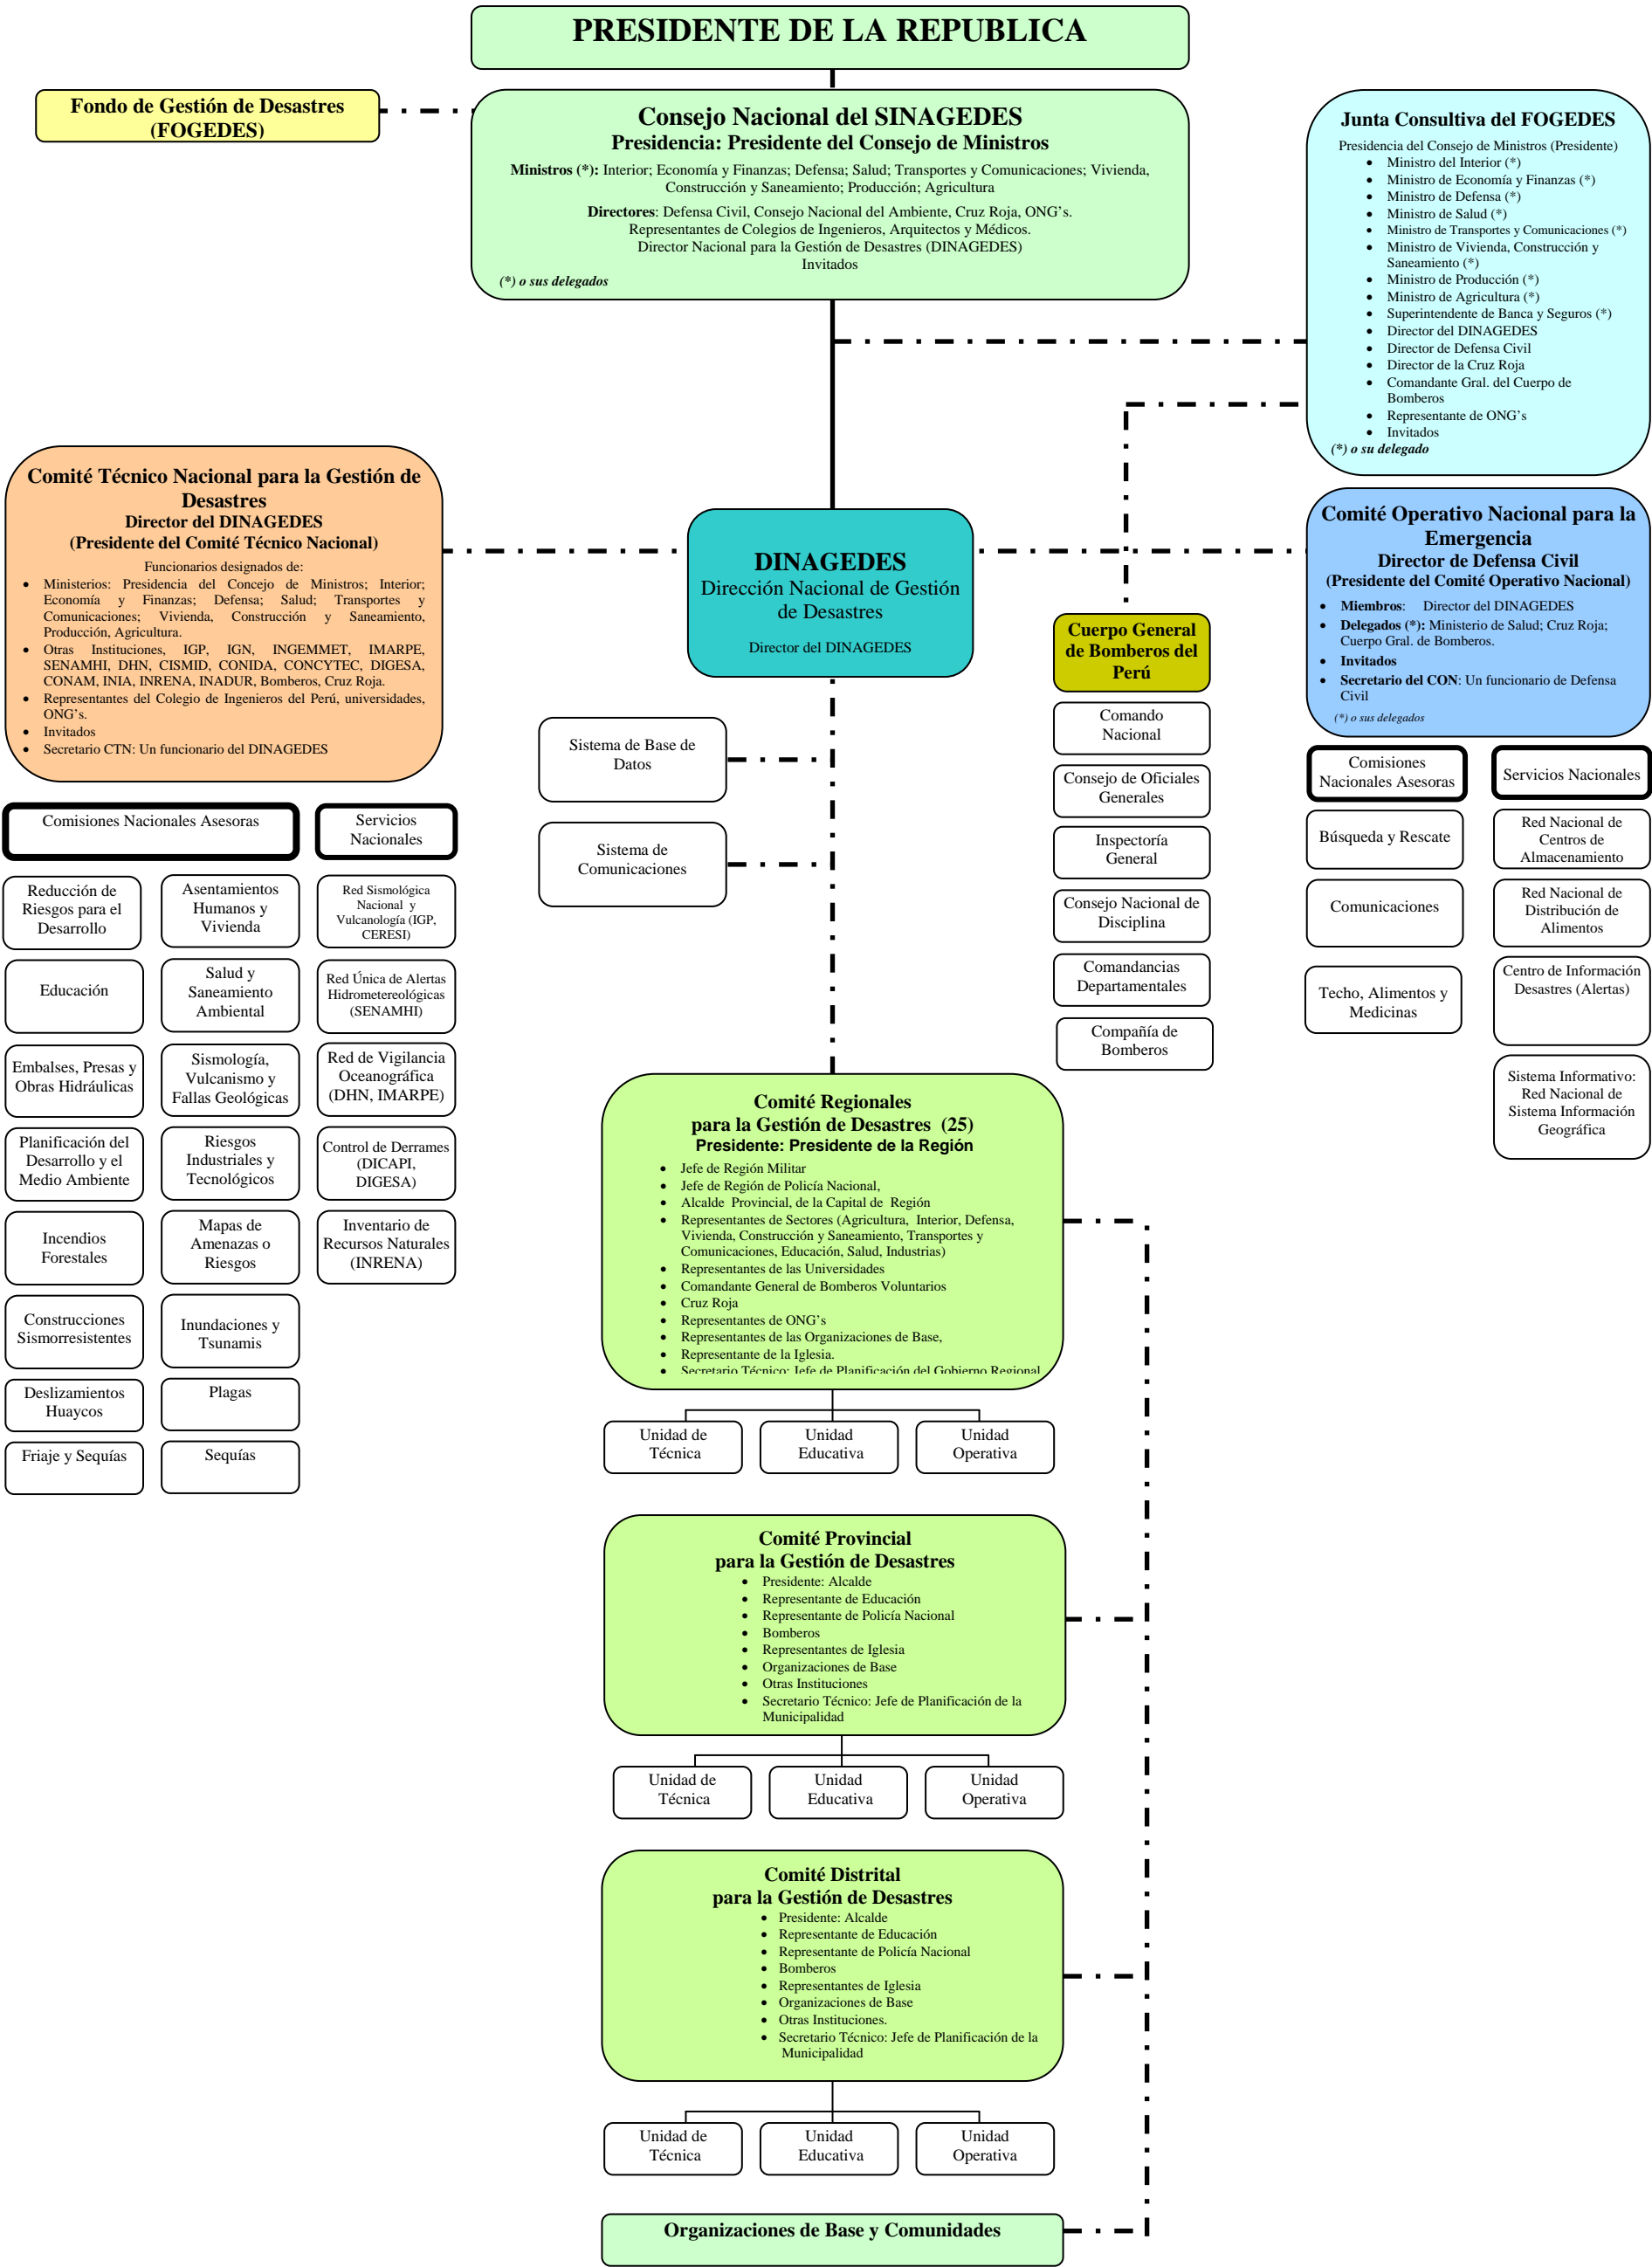 PRESIDENTE DE LA REPUBLICA
Fondo de Gestión de Desastres
(FOGEDES)
Consejo Nacional del SINAGEDES
Presidencia: Presidente del Consejo de Ministros
Ministros (*): Interior; Economía y Finanzas; Defensa; Salud; Transportes y Comunicaciones; Vivienda,
Construcción y Saneamiento; Producción; Agricultura
Directores: Defensa Civil, Consejo Nacional del Ambiente, Cruz Roja, ONG's.
Representantes de Colegios de Ingenieros, Arquitectos y Médicos.
Director Nacional para la Gestión de Desastres (DINAGEDES)
Invitados
(*) o sus delegados
Junta Consultiva del FOGEDES
Presidencia del Consejo de Ministros (Presidente)
• Ministro del Interior (*)
• Ministro de Economía y Finanzas (*)
• Ministro de Defensa (*)
• Ministro de Salud (*)
• Ministro de Transportes y Comunicaciones (*)
• Ministro de Vivienda, Construcción y
Saneamiento (*)
• Ministro de Producción (*)
• Ministro de Agricultura (*)
• Superintendente de Banca y Seguros (*)
• Director del DINAGEDES
• Director de Defensa Civil
• Director de la Cruz Roja
• Comandante Gral. del Cuerpo de
Bomberos
• Representante de ONG's
• Invitados
(*) o su delegado
Comité Técnico Nacional para la Gestión de
Desastres
Director del DINAGEDES
(Presidente del Comité Técnico Nacional)
Funcionarios designados de:
• Ministerios: Presidencia del Concejo de Ministros; Interior;
Economía y Finanzas; Defensa; Salud; Transportes y
Comunicaciones; Vivienda, Construcción y Saneamiento,
Producción, Agricultura.
• Otras Instituciones, IGP, IGN, INGEMMET, IMARPE,
SENAMHI, DHN, CISMID, CONIDA, CONCYTEC, DIGESA,
CONAM, INIA, INRENA, INADUR, Bomberos, Cruz Roja.
• Representantes del Colegio de Ingenieros del Perú, universidades,
ONG's.
• Invitados
• Secretario CTN: Un funcionario del DINAGEDES
DINAGEDES
Dirección Nacional de Gestión
de Desastres
Director del DINAGEDES
Comité Operativo Nacional para la
Emergencia
Director de Defensa Civil
(Presidente del Comité Operativo Nacional)
• Miembros: Director del DINAGEDES
• Delegados (*): Ministerio de Salud; Cruz Roja;
Cuerpo Gral. de Bomberos.
• Invitados
• Secretario del CON: Un funcionario de Defensa
Civil
(*) o sus delegados
Cuerpo General
de Bomberos del
Perú
Comando
Nacional
Consejo de Oficiales
Generales
Inspectoría
General
Consejo Nacional de
Disciplina
Comandancias
Departamentales
Compañía de
Bomberos
Sistema de Base de
Datos
Sistema de
Comunicaciones
Comisiones
Nacionales Asesoras
Búsqueda y Rescate
Comunicaciones
Techo, Alimentos y
Medicinas
Servicios Nacionales
Red Nacional de
Centros de
Almacenamiento
Red Nacional de
Distribución de
Alimentos
Centro de Información
Desastres (Alertas)
Sistema Informativo:
Red Nacional de
Sistema Información
Geográfica
Comisiones Nacionales Asesoras
Reducción de
Riesgos para el
Desarrollo
Educación
Embalses, Presas y
Obras Hidráulicas
Planificación del
Desarrollo y el
Medio Ambiente
Incendios
Forestales
Construcciones
Sismorresistentes
Deslizamientos
Huaycos
Friaje y Sequías
Asentamientos
Humanos y
Vivienda
Salud y
Saneamiento
Ambiental
Sismología,
Vulcanismo y
Fallas Geológicas
Riesgos
Industriales y
Tecnológicos
Mapas de
Amenazas o
Riesgos
Inundaciones y
Tsunamis
Plagas
Sequías
Servicios
Nacionales
Red Sismológica
Nacional y
Vulcanología (IGP,
CERESI)
Red Única de Alertas
Hidrometereológicas
(SENAMHI)
Red de Vigilancia
Oceanográfica
(DHN, IMARPE)
Control de Derrames
(DICAPI,
DIGESA)
Inventario de
Recursos Naturales
(INRENA)
Comité Regionales
para la Gestión de Desastres (25)
Presidente: Presidente de la Región
• Jefe de Región Militar
• Jefe de Región de Policía Nacional,
• Alcalde Provincial, de la Capital de Región
• Representantes de Sectores (Agricultura, Interior, Defensa,
Vivienda, Construcción y Saneamiento, Transportes y
Comunicaciones, Educación, Salud, Industrias)
• Representantes de las Universidades
• Comandante General de Bomberos Voluntarios
• Cruz Roja
• Representantes de ONG's
• Representantes de las Organizaciones de Base,
• Representante de la Iglesia.
• Secretario Técnico: Jefe de Planificación del Gobierno Regional
Unidad de
Técnica
Unidad
Educativa
Unidad
Operativa
Comité Provincial
para la Gestión de Desastres
• Presidente: Alcalde
• Representante de Educación
• Representante de Policía Nacional
• Bomberos
• Representantes de Iglesia
• Organizaciones de Base
• Otras Instituciones
• Secretario Técnico: Jefe de Planificación de la
Municipalidad
Unidad de
Técnica
Unidad
Educativa
Unidad
Operativa
Comité Distrital
para la Gestión de Desastres
• Presidente: Alcalde
• Representante de Educación
• Representante de Policía Nacional
• Bomberos
• Representantes de Iglesia
• Organizaciones de Base
• Otras Instituciones.
• Secretario Técnico: Jefe de Planificación de la
Municipalidad
Unidad de
Técnica
Unidad
Educativa
Unidad
Operativa
Organizaciones de Base y Comunidades